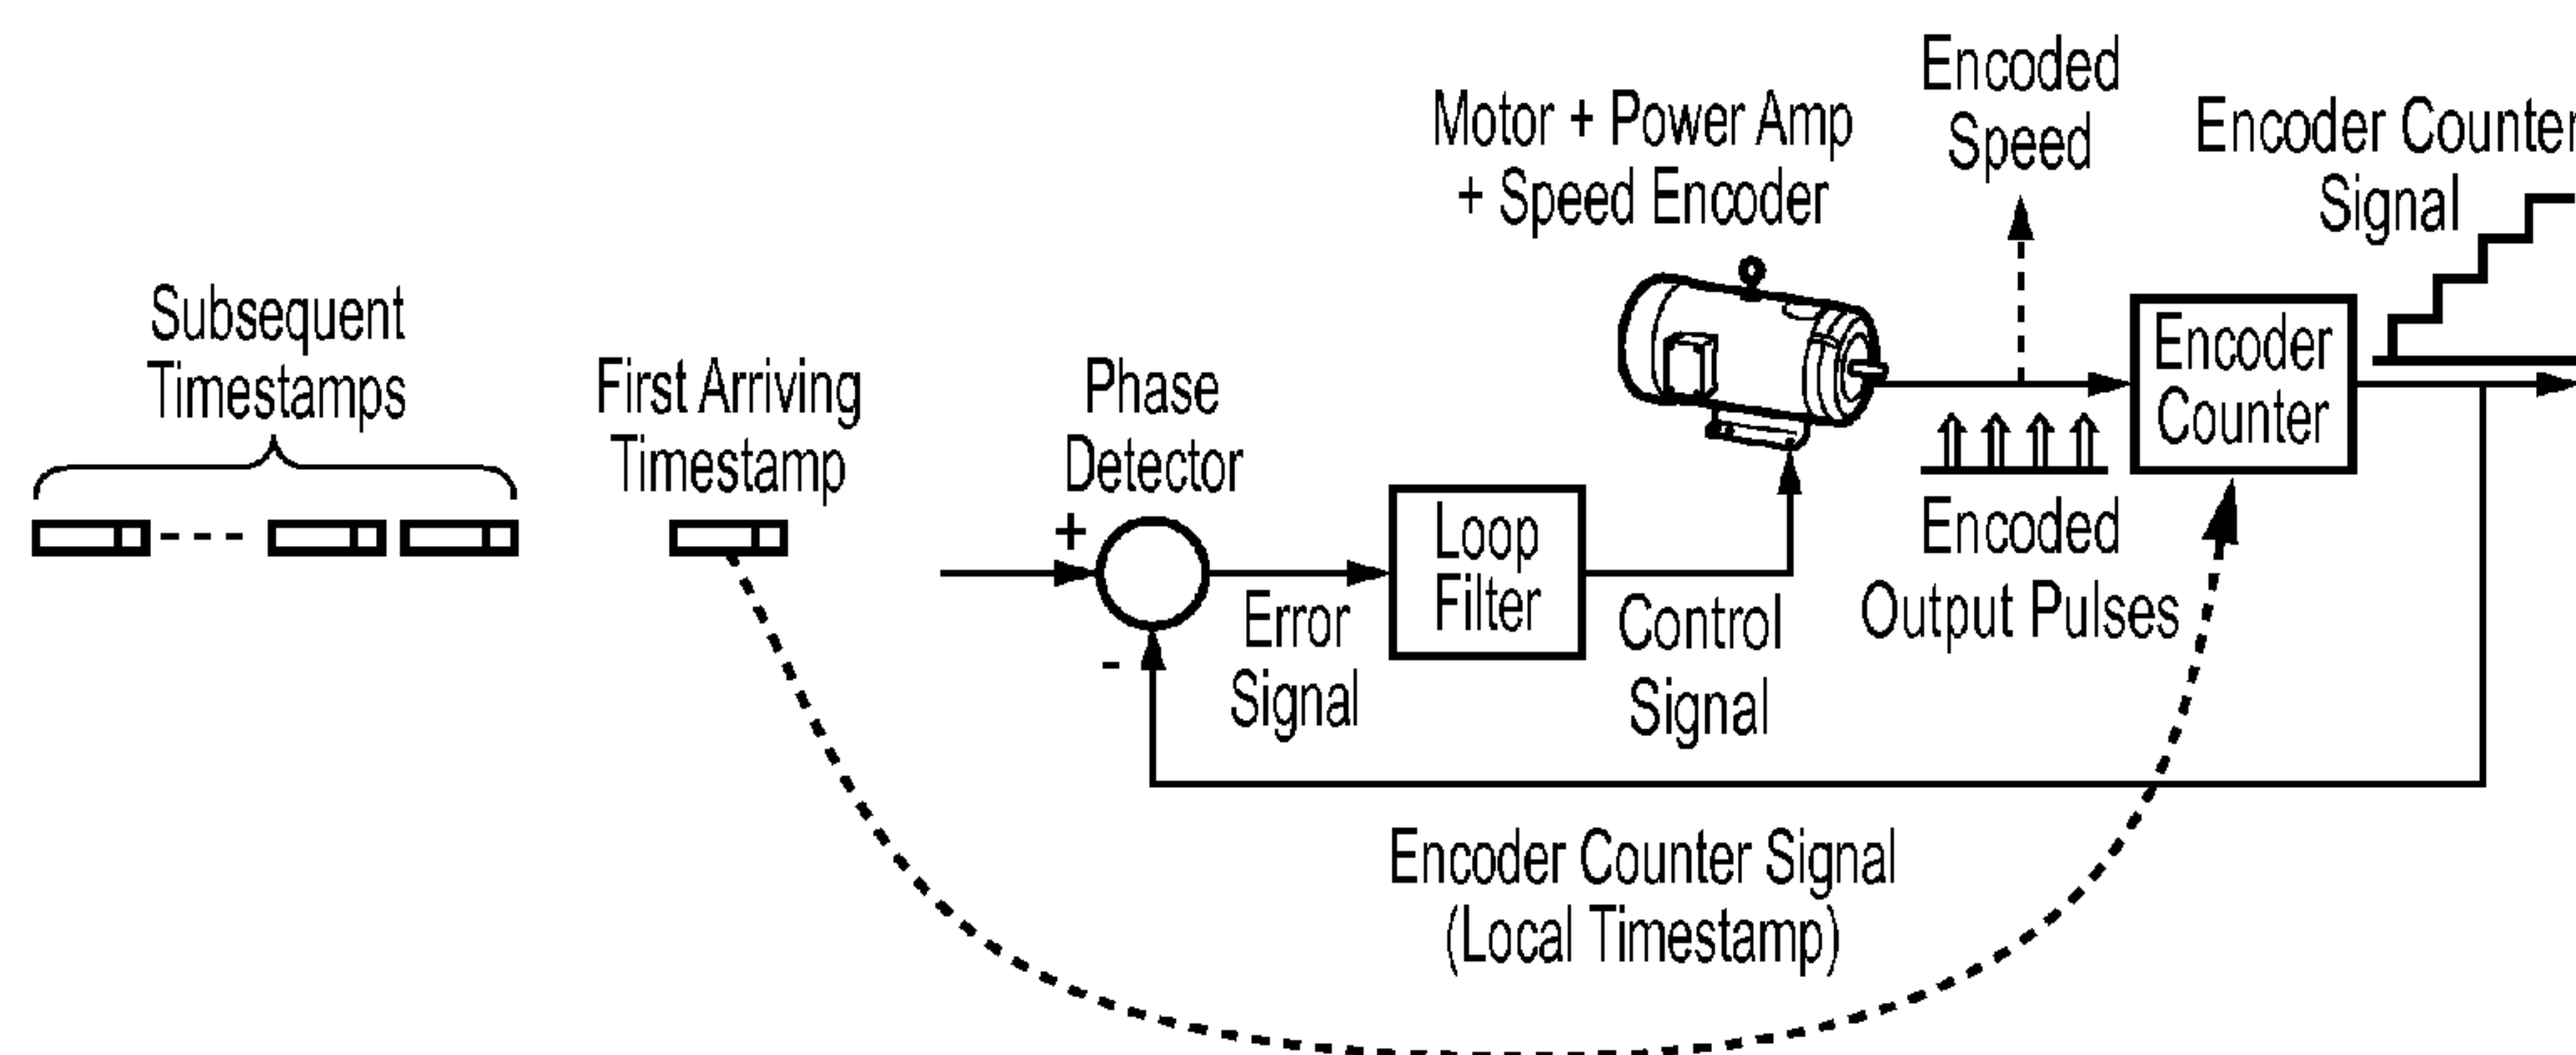 Subsequent
Timestamps
First Arriving
Timestamp
Phase
Detector
+
-
Error
Signal
Loop
Filter
Control
Signal
Motor + Power Amp
+ Speed Encoder
Encoded
Speed
Encoded
Output Pulses
Encoder
Counter
Encoder Counter
Signal
Encoder Counter Signal
(Local Timestamp)